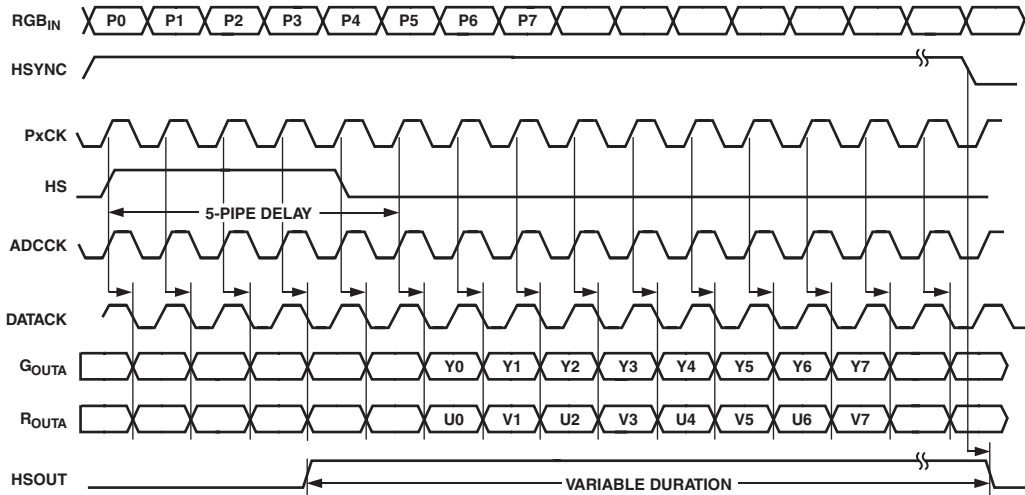 RGBIN P0 P1 P2 P3 P4 P5 P6 P7
HSYNC
PxCK
HS
5-PIPE DELAY
ADCCK
DATACK
GOUTA Y0 Y1 Y2 Y3 Y4 Y5 Y6 Y7
ROUTA U0 V1 U2 V3 U4 V5 U6 V7
HSOUT VARIABLE DURATION